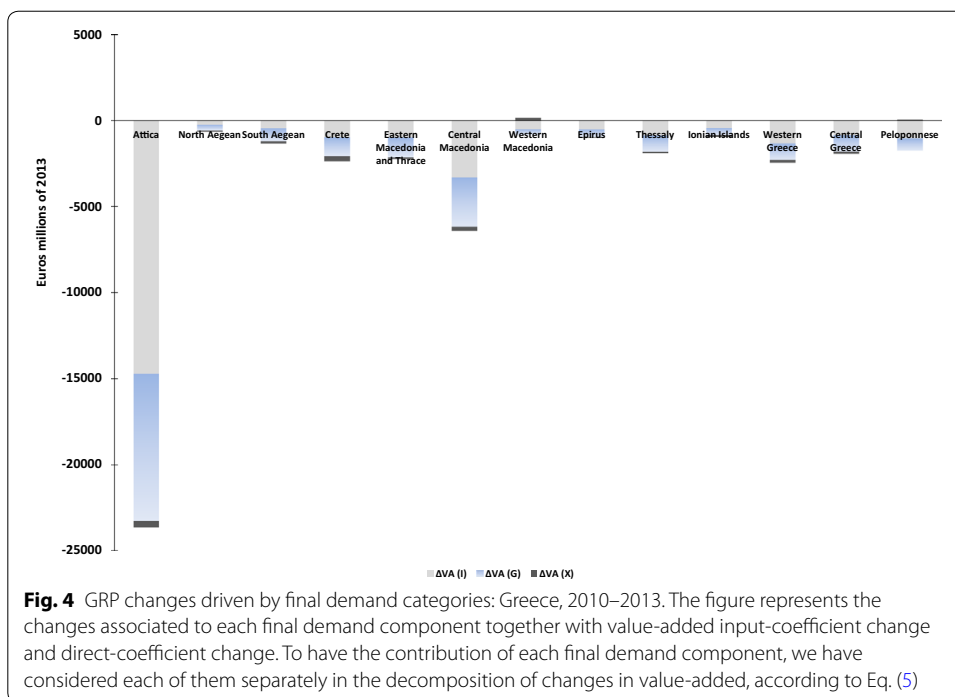 5000
0
-5000
-10000
-15000
-20000
-25000
Euros millions of 2013
Attica
North Aegean
South Aegean
Crete
Eastern
Macedonia
and Thrace
Central
Macedonia
Western
Macedonia
Epirus
Thessaly
Ionian Islands
Western
Greece
Central
Greece
Peloponnese
ΔVA (I) ΔVA (G) ΔVA (X)
Fig. 4 GRP changes driven by final demand categories: Greece, 2010–2013. The figure represents the
changes associated to each final demand component together with value-added input-coefficient change
and direct-coefficient change. To have the contribution of each final demand component, we have
considered each of them separately in the decomposition of changes in value-added, according to Eq. (5)